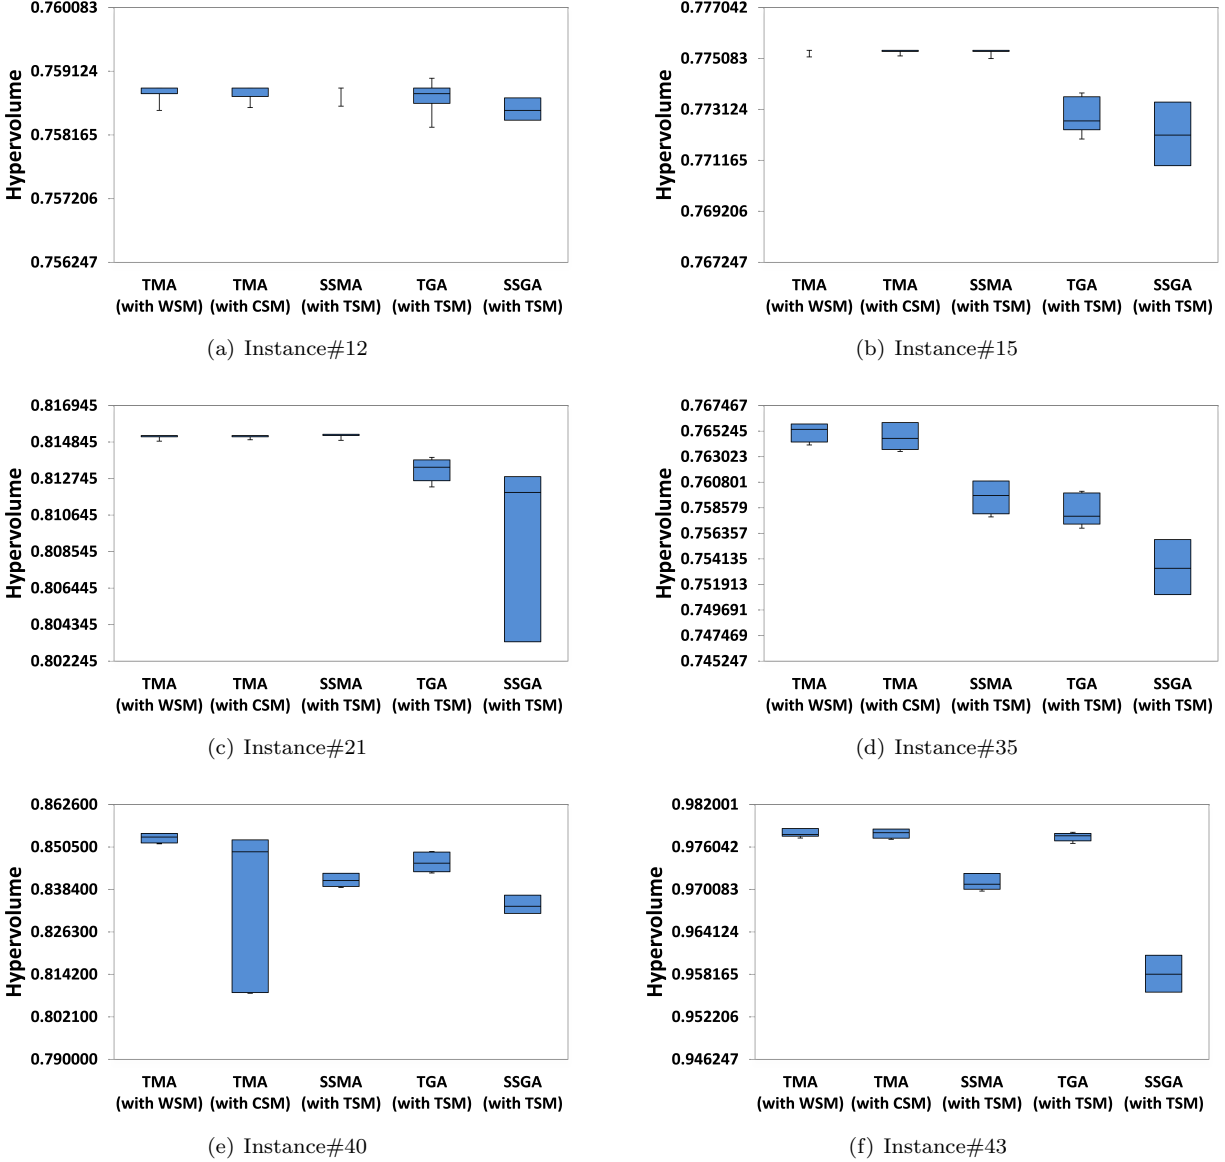 0.760083
0.759124
0.758165
0.757206
0.756247
Hypervolume
TMA TMA SSMA TGA SSGA
(with WSM) (with CSM) (with TSM) (with TSM) (with TSM)
(a) Instance#12
0.777042
0.775083
0.773124
0.771165
0.769206
0.767247
Hypervolume
TMA TMA SSMA TGA SSGA
(with WSM) (with CSM) (with TSM) (with TSM) (with TSM)
(b) Instance#15
0.816945
0.814845
0.812745
0.810645
0.808545
0.806445
0.804345
0.802245
Hypervolume
TMA TMA SSMA TGA SSGA
(with WSM) (with CSM) (with TSM) (with TSM) (with TSM)
(c) Instance#21
0.767467
0.765245
0.763023
0.760801
0.758579
0.756357
0.754135
0.751913
0.749691
0.747469
0.745247
Hypervolume
TMA TMA SSMA TGA SSGA
(with WSM) (with CSM) (with TSM) (with TSM) (with TSM)
(d) Instance#35
0.862600
0.850500
0.838400
0.826300
0.814200
0.802100
0.790000
Hypervolume
TMA TMA SSMA TGA SSGA
(with WSM) (with CSM) (with TSM) (with TSM) (with TSM)
(e) Instance#40
0.982001
0.976042
0.970083
0.964124
0.958165
0.952206
0.946247
Hypervolume
TMA TMA SSMA TGA SSGA
(with WSM) (with CSM) (with TSM) (with TSM) (with TSM)
(f) Instance#43